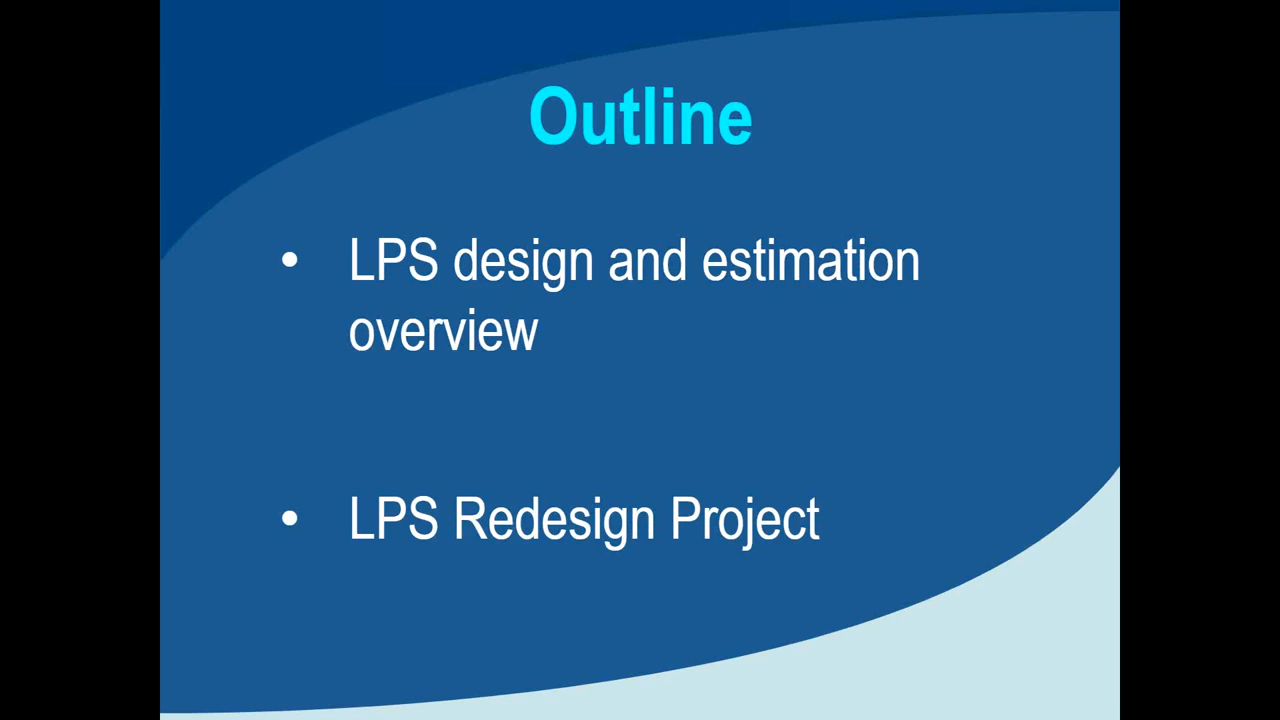 Outline
• LPS design and estimation
overview
• LPS Redesign Project